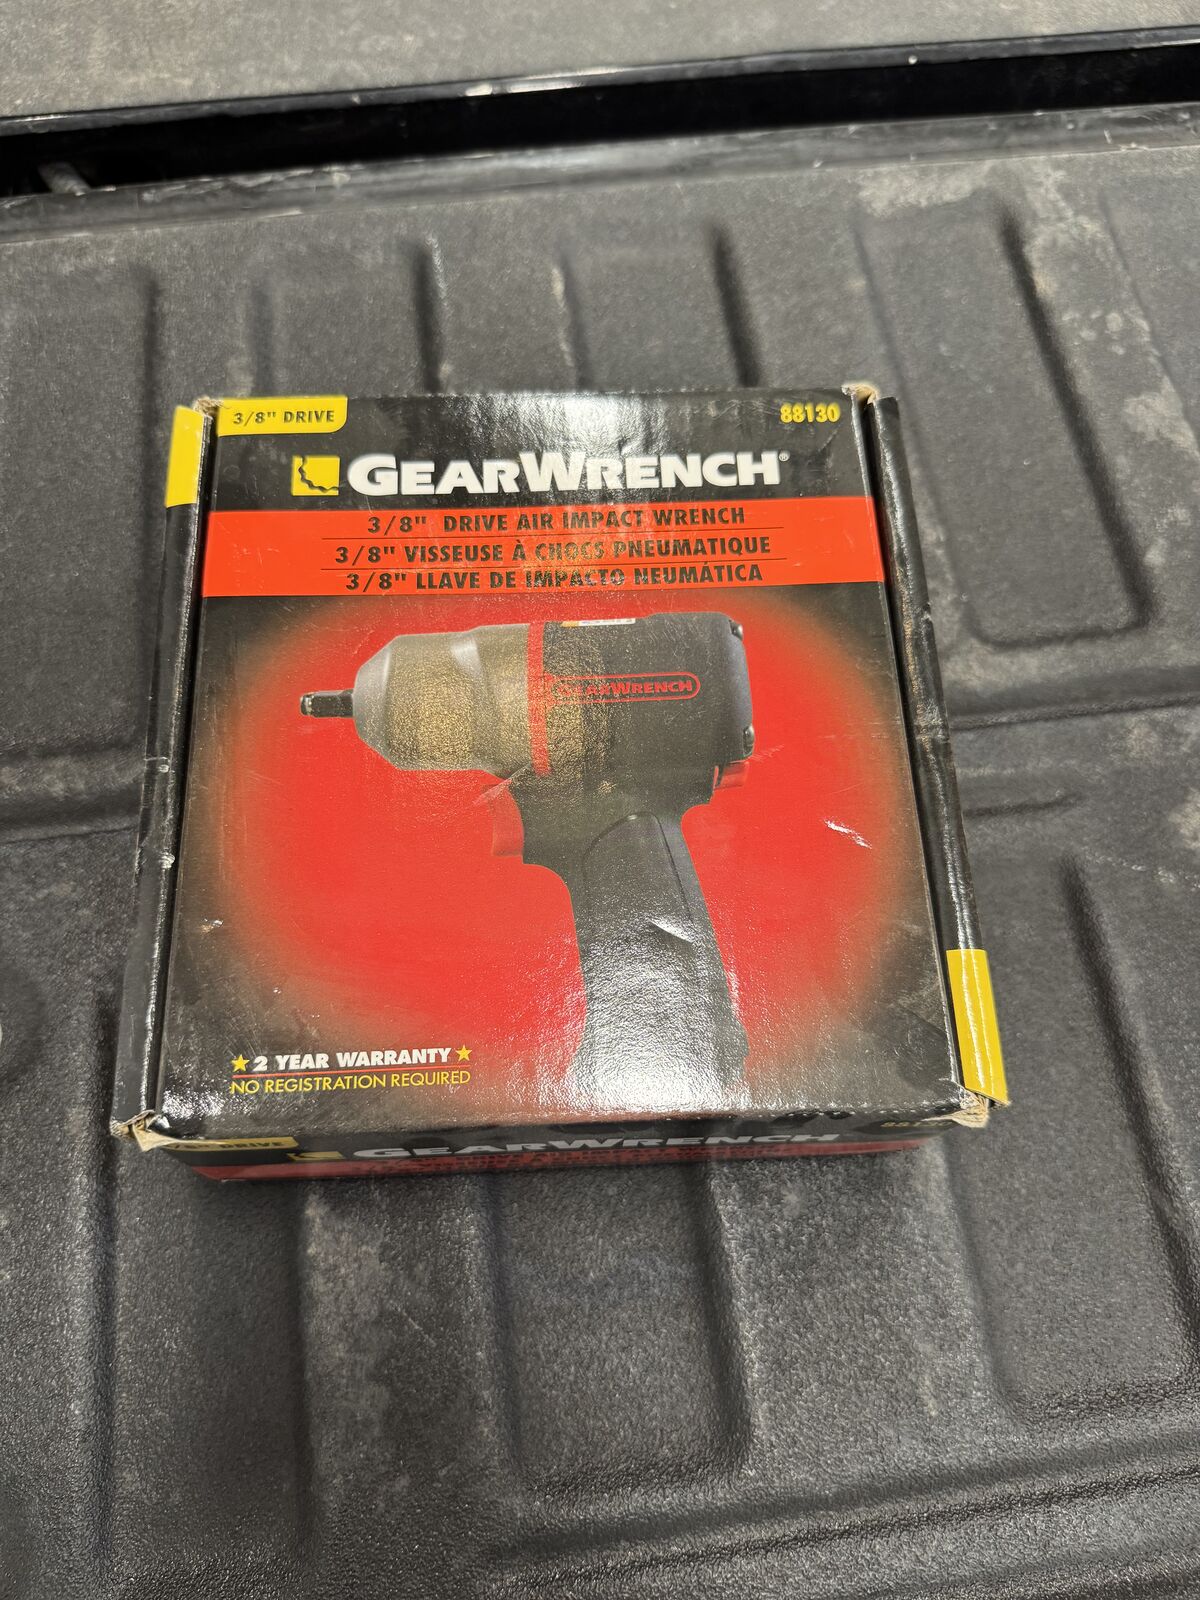 3/8" DRIVE
88130
GEARWRENCH®
3/8" DRIVE AIR IMPACT WRENCH
3/8" VISSEUSE À CHOCS PNEUMATIQUE
3/8" LLAVE DE IMPACTO NEUMÁTICA
GEARWRENCH
★ 2 YEAR WARRANTY ★
NO REGISTRATION REQUIRED
DRIVE
GEARWRENCH